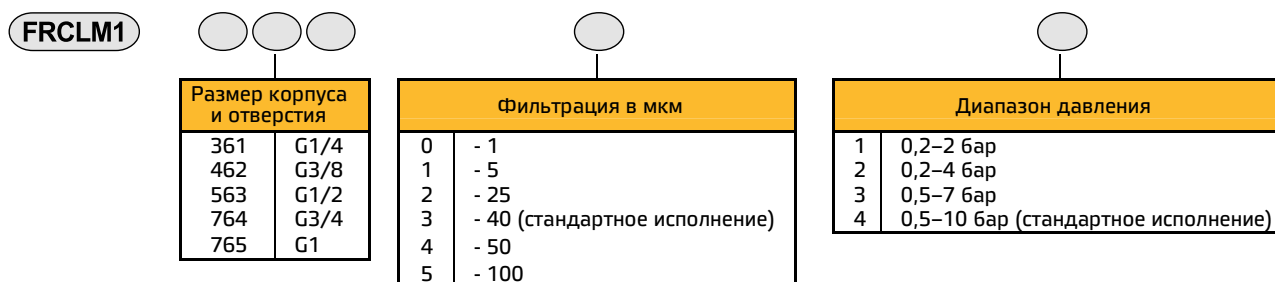 FRCLM1
Размер корпуса
и отверстия
361 G1/4
462 G3/8
563 G1/2
764 G3/4
765 G1
Фильтрация в мкм
0 - 1
1 - 5
2 - 25
3 - 40 (стандартное исполнение)
4 - 50
5 - 100
Диапазон давления
1 0,2–2 бар
2 0,2–4 бар
3 0,5–7 бар
4 0,5–10 бар (стандартное исполнение)